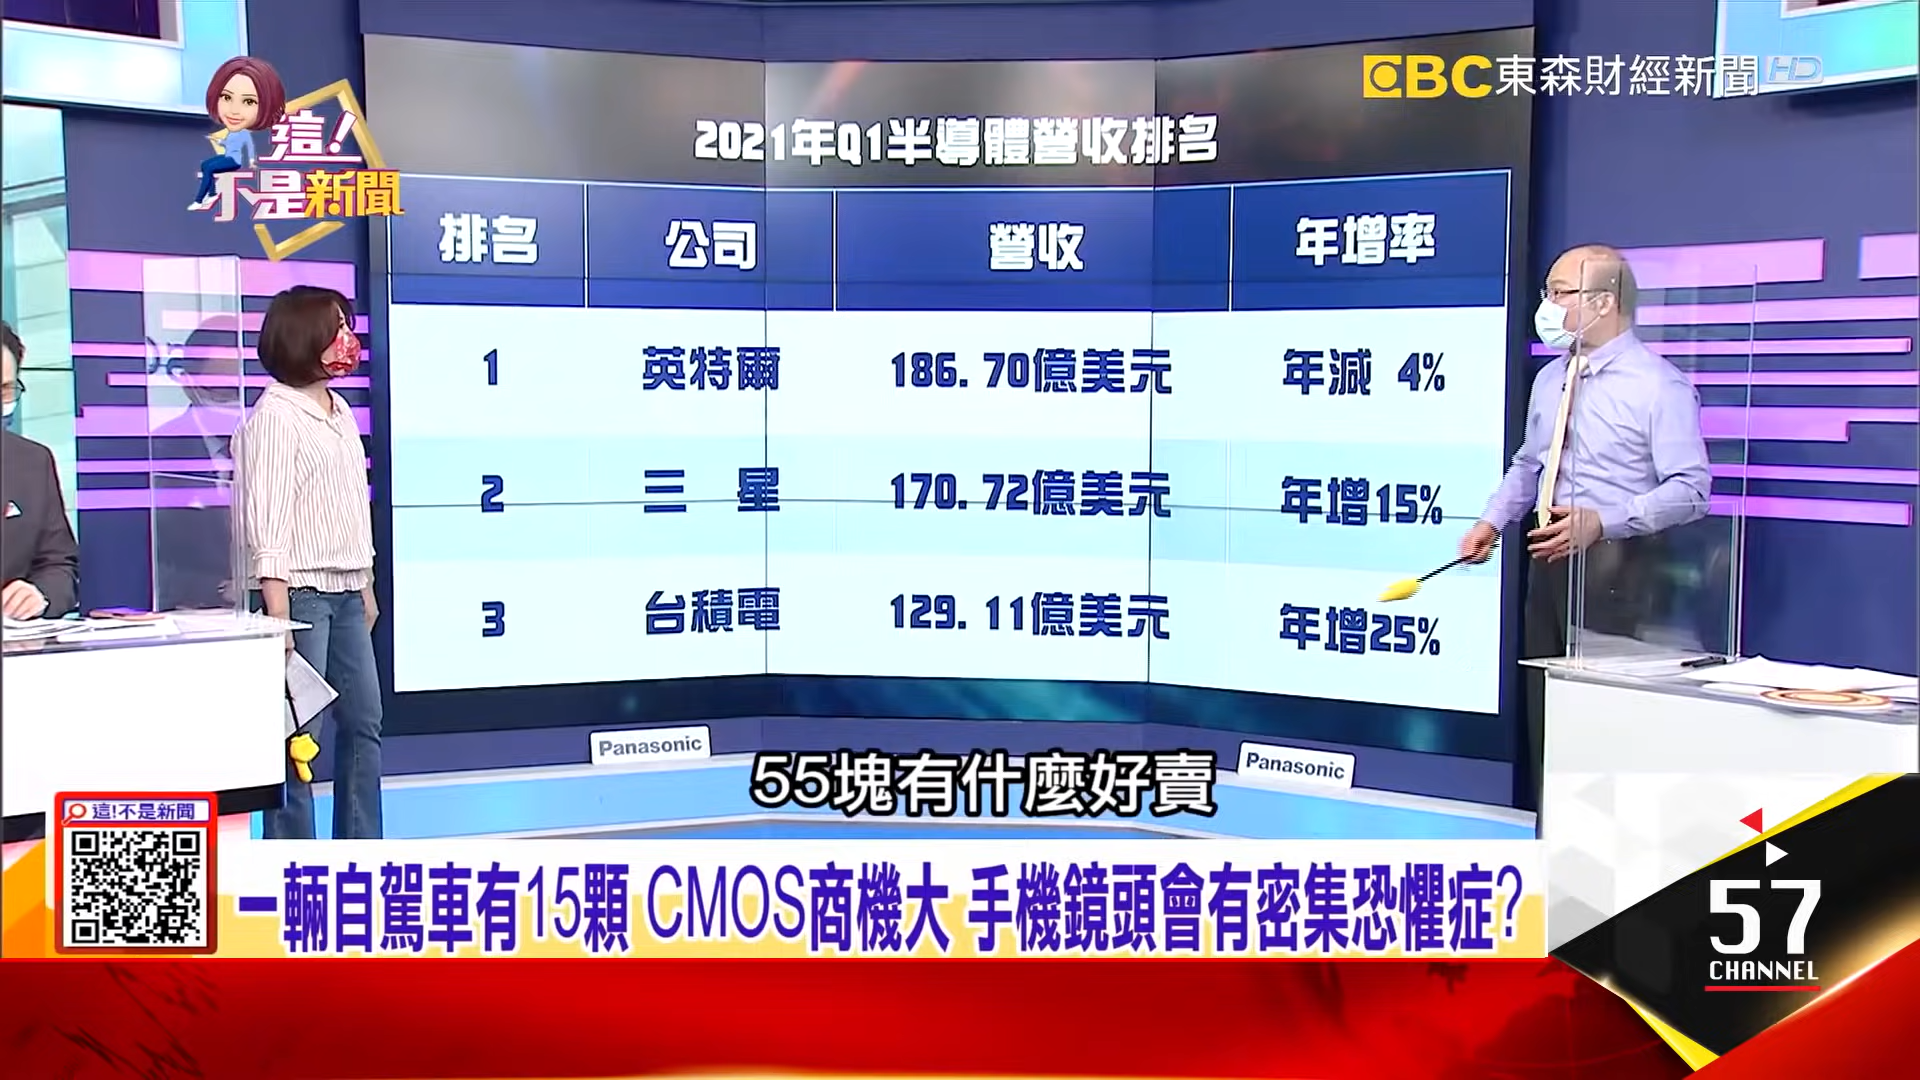 EBC東森財經新聞HD
這!
不是新聞
2021年Q1半導體營收排名
排名 公司 營收 年增率
1 英特爾 186.70億美元 年減 4%
2 三 星 170.72億美元 年增15%
3 台積電 129.11億美元 年增25%
Panasonic
Panasonic
55塊有什麼好賣
這!不是新聞
一輛自駕車有15顆 CMOS商機大 手機鏡頭會有密集恐懼症?
57
CHANNEL